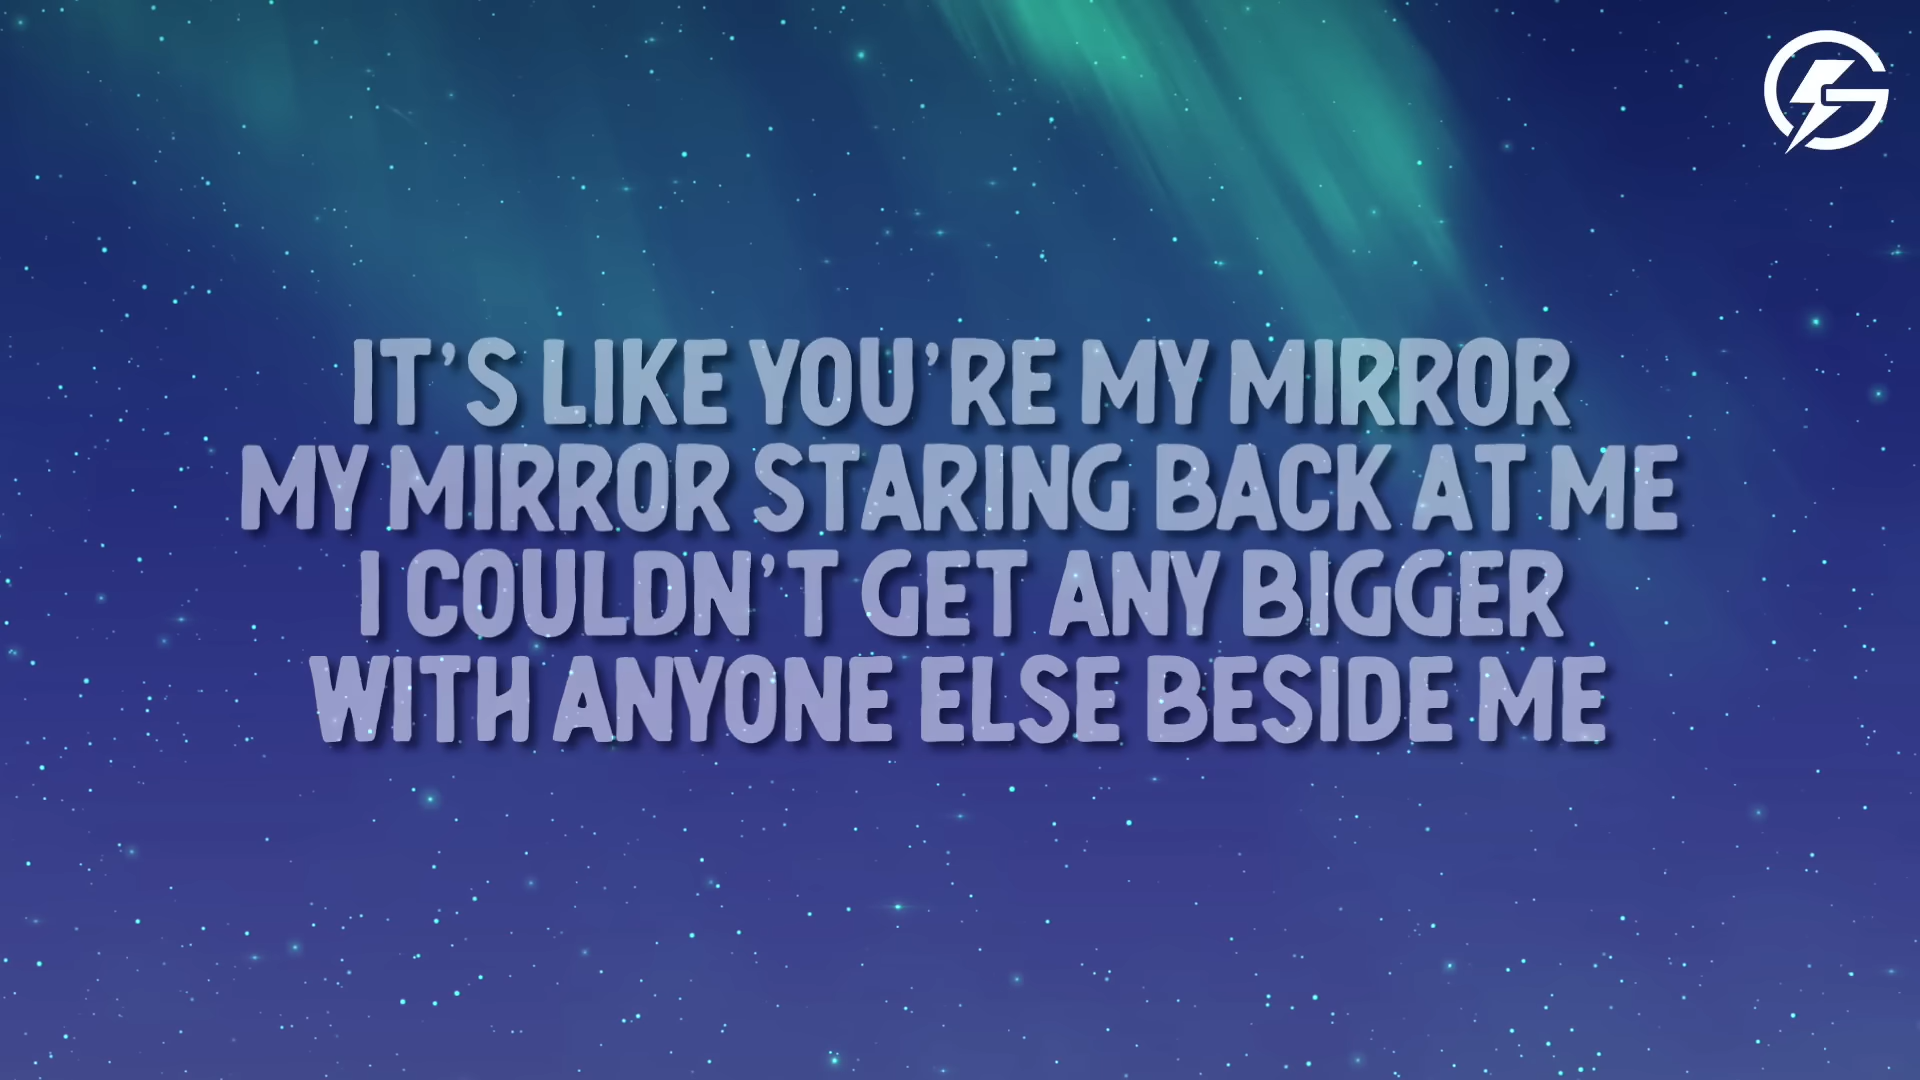 IT'S LIKE YOU'RE MY MIRROR
MY MIRROR STARING BACK AT ME
I COULDN'T GET ANY BIGGER
WITH ANYONE ELSE BESIDE ME